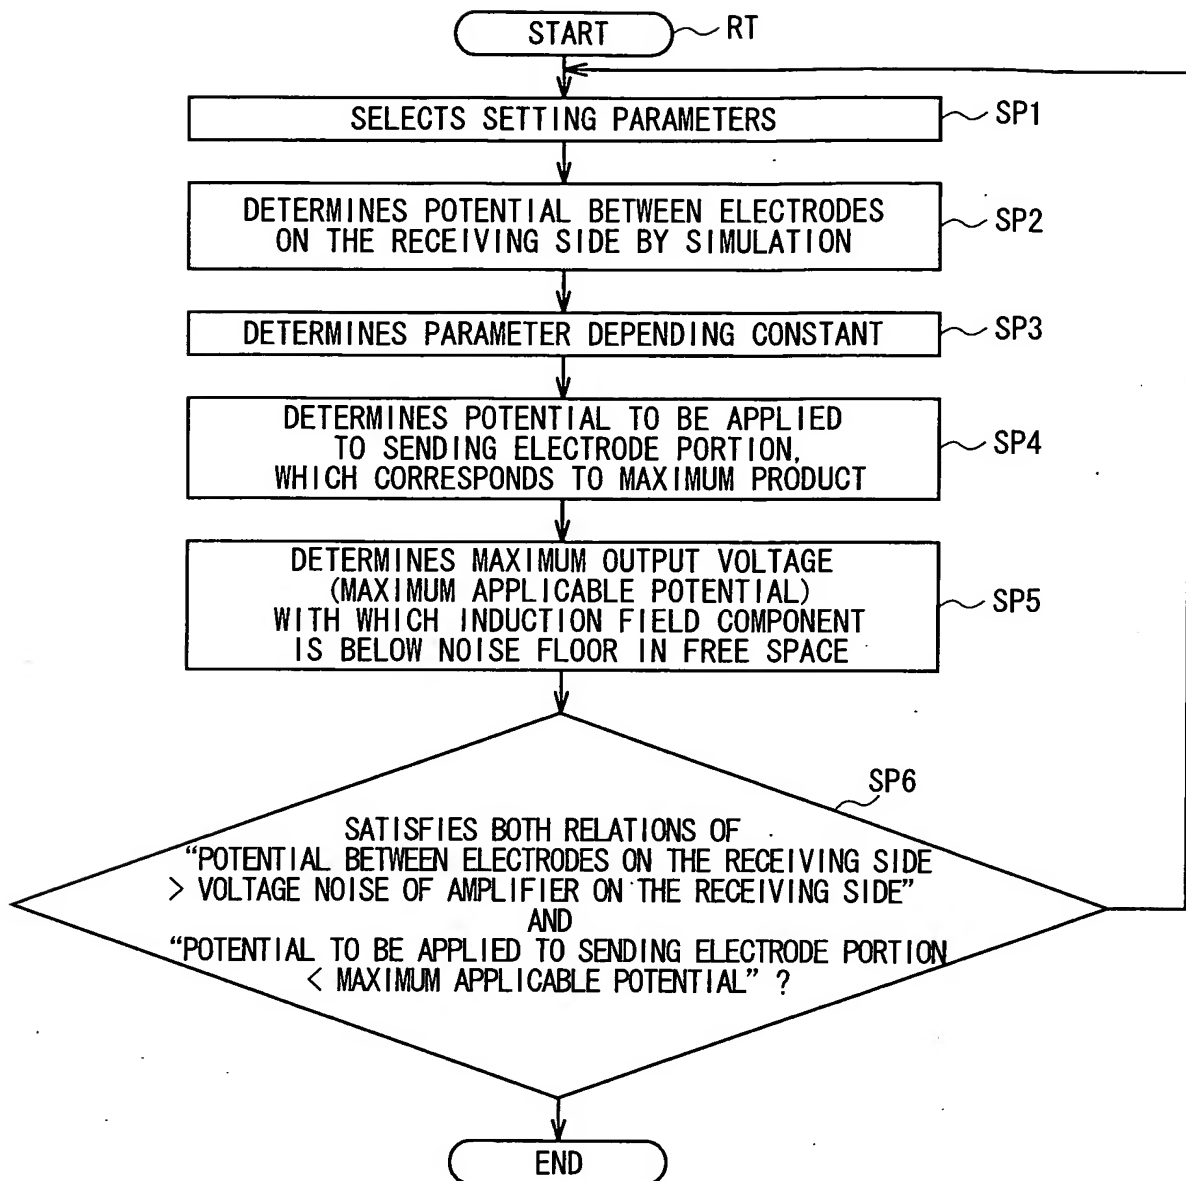 START
RT
SELECTS SETTING PARAMETERS
SP1
DETERMINES POTENTIAL BETWEEN ELECTRODES
ON THE RECEIVING SIDE BY SIMULATION
SP2
DETERMINES PARAMETER DEPENDING CONSTANT
SP3
DETERMINES POTENTIAL TO BE APPLIED
TO SENDING ELECTRODE PORTION,
WHICH CORRESPONDS TO MAXIMUM PRODUCT
SP4
DETERMINES MAXIMUM OUTPUT VOLTAGE
(MAXIMUM APPLICABLE POTENTIAL)
WITH WHICH INDUCTION FIELD COMPONENT
IS BELOW NOISE FLOOR IN FREE SPACE
SP5
SP6
SATISFIES BOTH RELATIONS OF
“POTENTIAL BETWEEN ELECTRODES ON THE RECEIVING SIDE
> VOLTAGE NOISE OF AMPLIFIER ON THE RECEIVING SIDE”
AND
“POTENTIAL TO BE APPLIED TO SENDING ELECTRODE PORTION
< MAXIMUM APPLICABLE POTENTIAL” ?
END